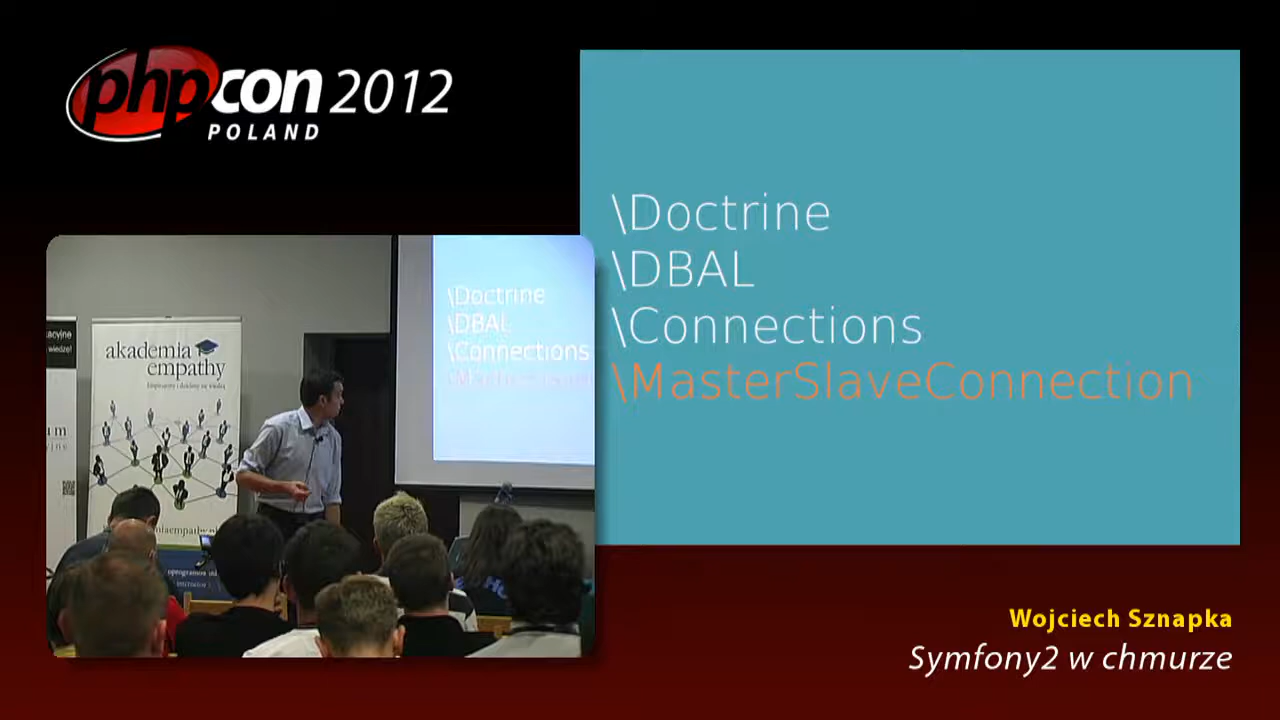 phpcon 2012
POLAND
\Doctrine
\DBAL
\Connections
\MasterSlaveConnection
\Doctrine
\DBAL
\Connections
akademia
empathy
Wojciech Sznapka
Symfony2 w chmurze